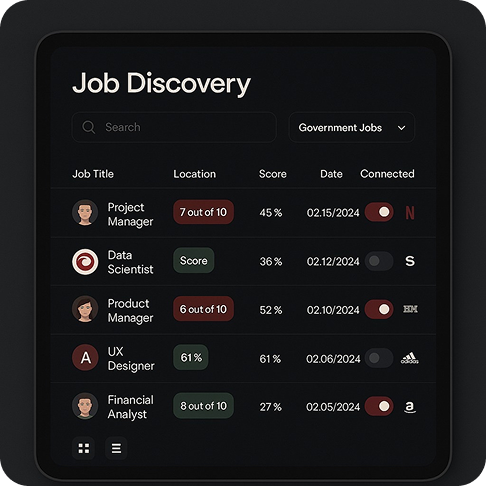 Job Discovery
Search
Government Jobs
Job Title Location Score Date Connected
Project
Manager
7 out of 10 45 % 02.15/2024 N
Data
Scientist
Score 36 % 02.12/2024 S
Product
Manager
6 out of 10 52 % 02.10/2024
A UX
Designer
61 % 61 % 02.06/2024 adidas
Financial
Analyst
8 out of 10 27 % 02.05/2024 a